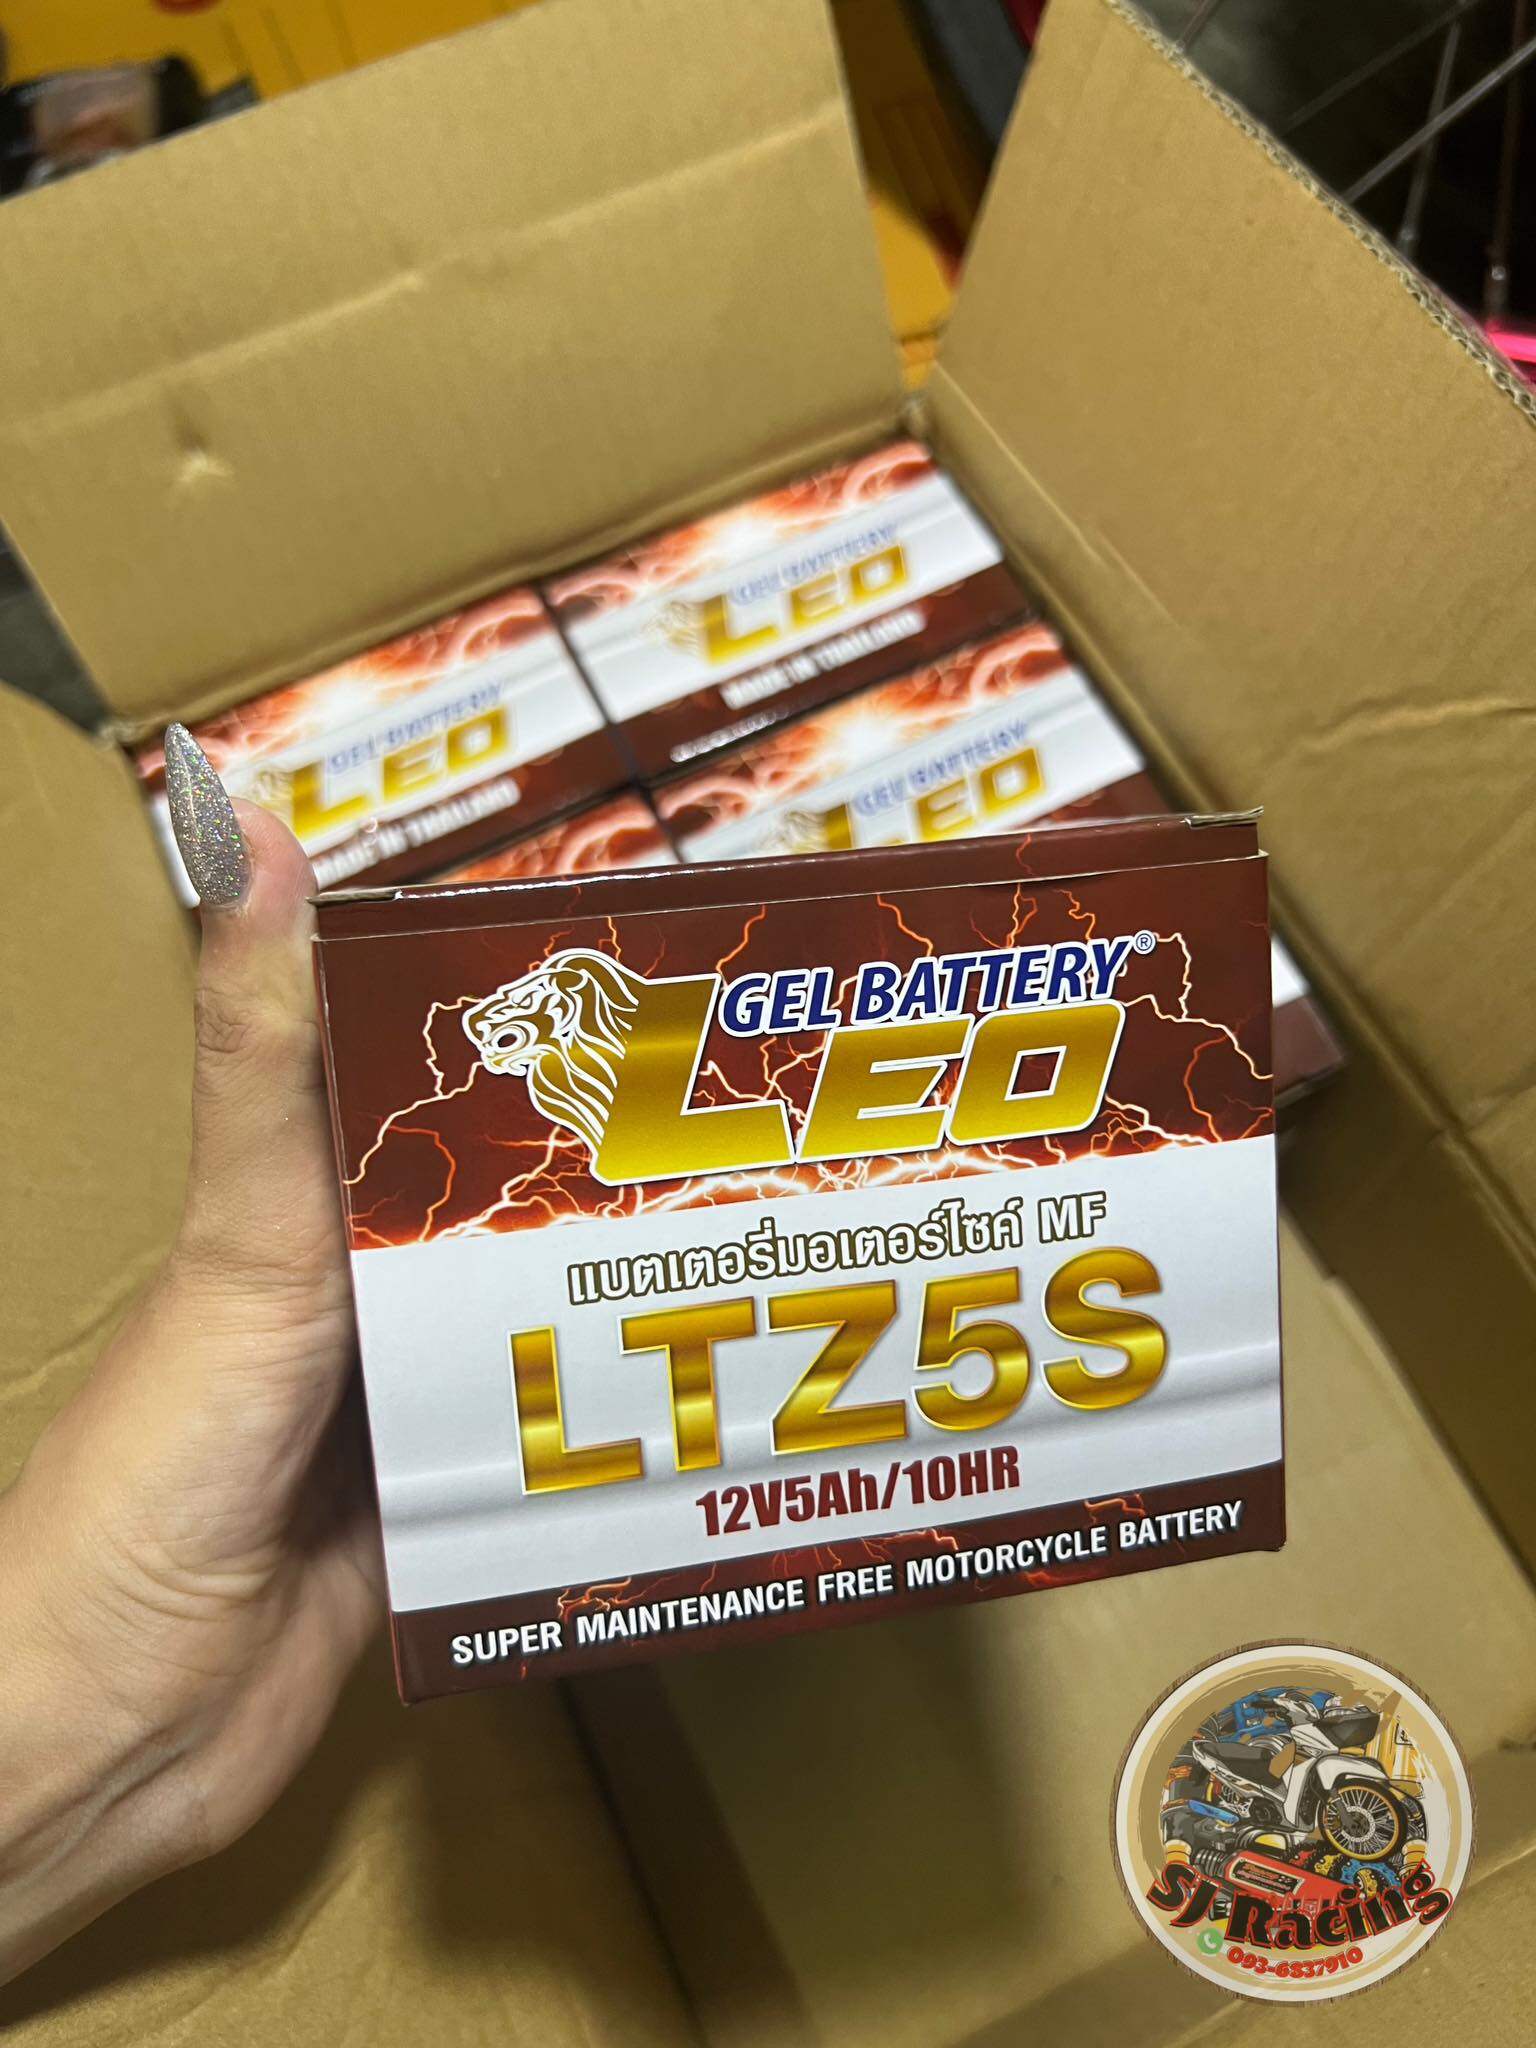 GEL BATTERY
LEO
MADE IN THAILAND
GEL BATTERY
LEO
MADE IN THAILAND
GEL BATTERY
LEO
GEL BATTERY®
LEO
แบตเตอรี่มอเตอร์ไซค์ MF
LTZ5S
12V5Ah/10HR
SUPER MAINTENANCE FREE MOTORCYCLE BATTERY
SJ Racing
093-6837910